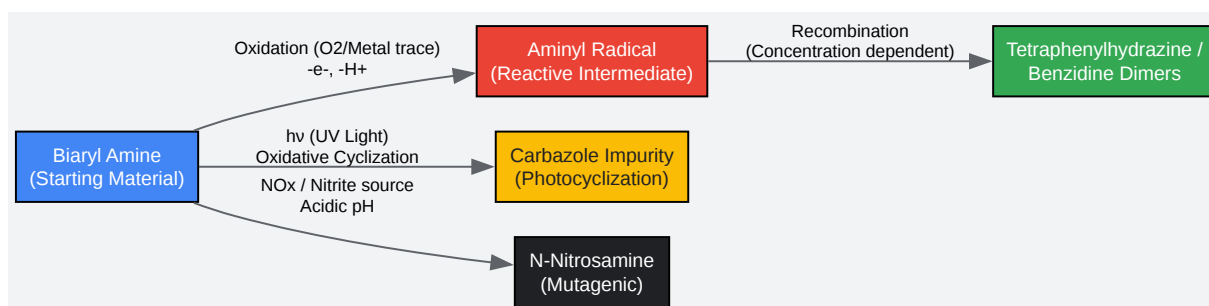 Oxidation (O2/Metal trace)
-e-, -H+
Aminyl Radical
(Reactive Intermediate)
Recombination
(Concentration dependent)
Tetraphenylhydrazine /
Benzidine Dimers
Biaryl Amine
(Starting Material)
hν (UV Light)
Oxidative Cyclization
Carbazole Impurity
(Photocyclization)
NOx / Nitrite source
Acidic pH
N-Nitrosamine
(Mutagenic)